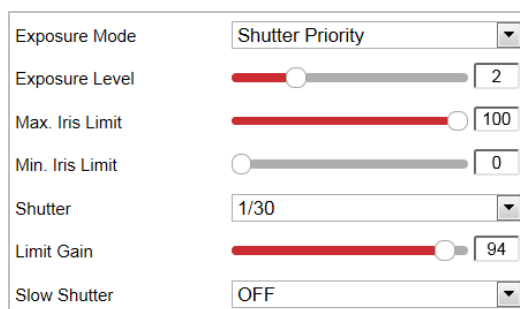 Exposure Mode Shutter Priority
Exposure Level 2
Max. Iris Limit 100
Min. Iris Limit 0
Shutter 1/30
Limit Gain 94
Slow Shutter OFF